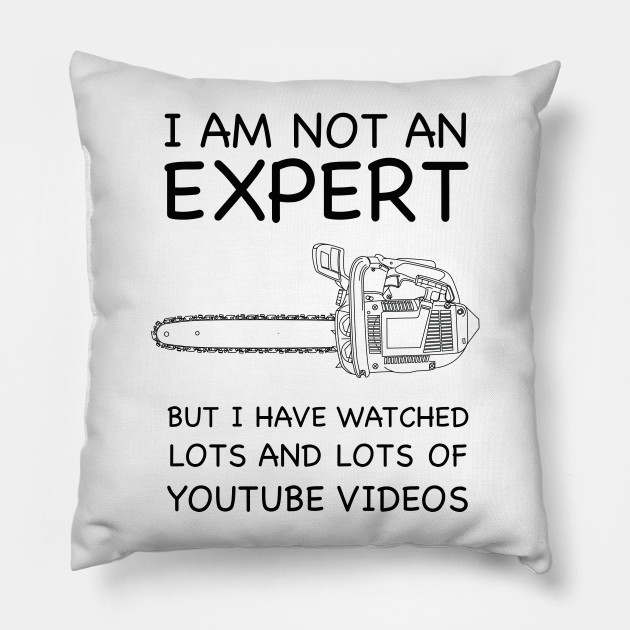 I AM NOT AN
EXPERT
BUT I HAVE WATCHED
LOTS AND LOTS OF
YOUTUBE VIDEOS